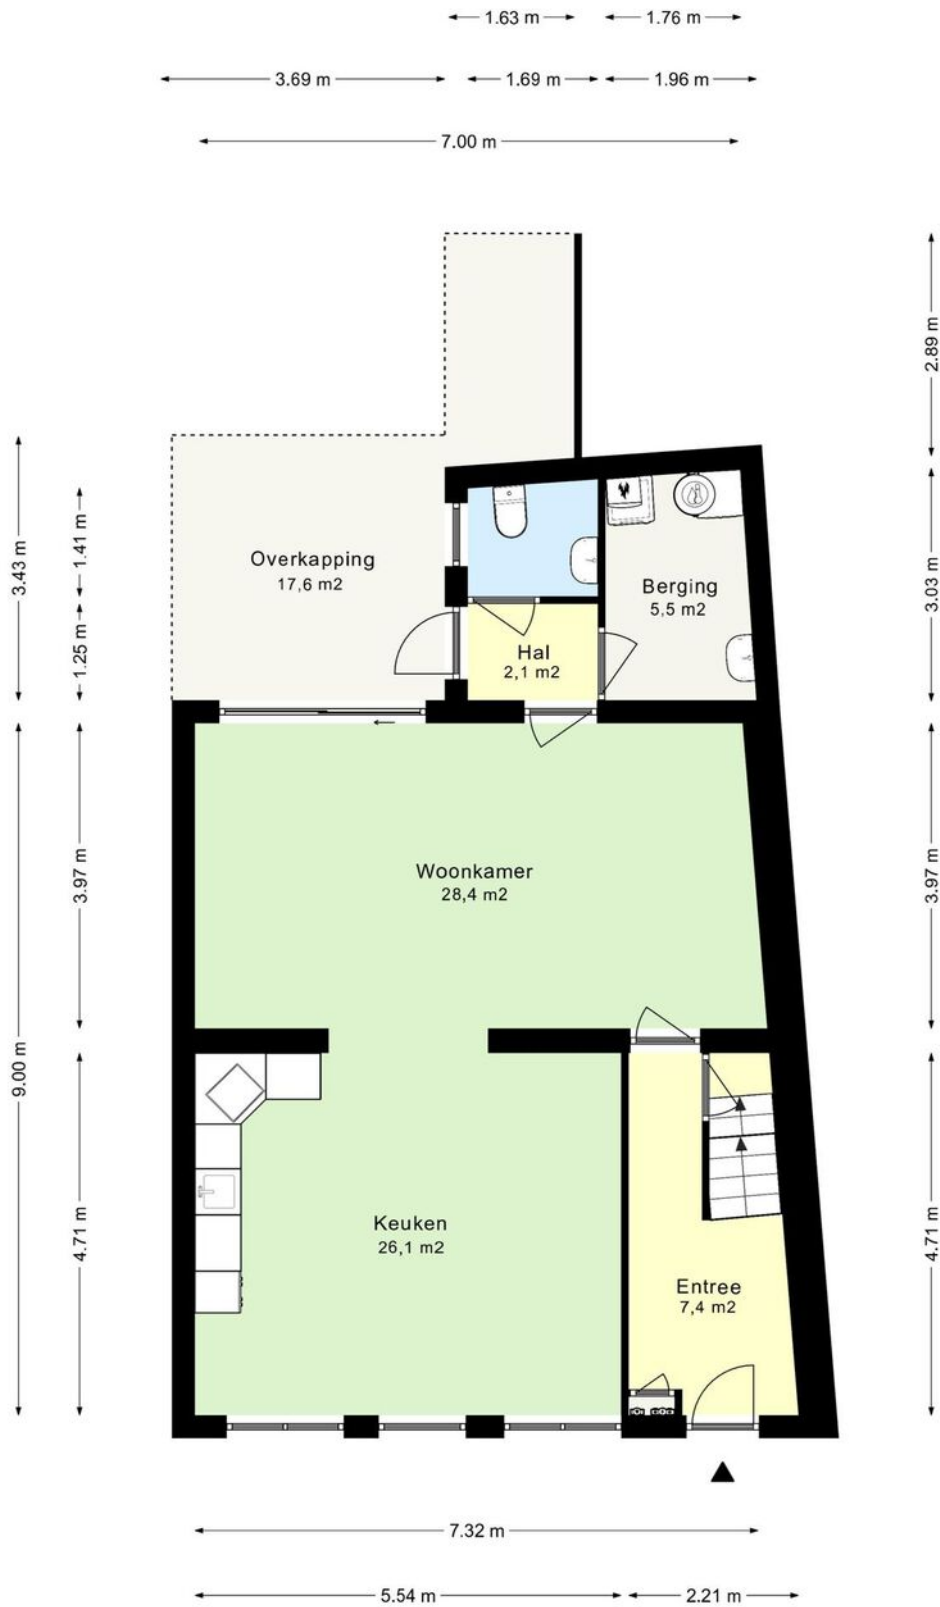 1.63 m
1.76 m
3.69 m
1.69 m
1.96 m
7.00 m
2.89 m
3.43 m
1.41 m
1.25 m
3.03 m
Overkapping
17,6 m2
Berging
5,5 m2
Hal
2,1 m2
9.00 m
3.97 m
3.97 m
Woonkamer
28,4 m2
4.71 m
4.71 m
Keuken
26,1 m2
Entree
7,4 m2
7.32 m
5.54 m
2.21 m